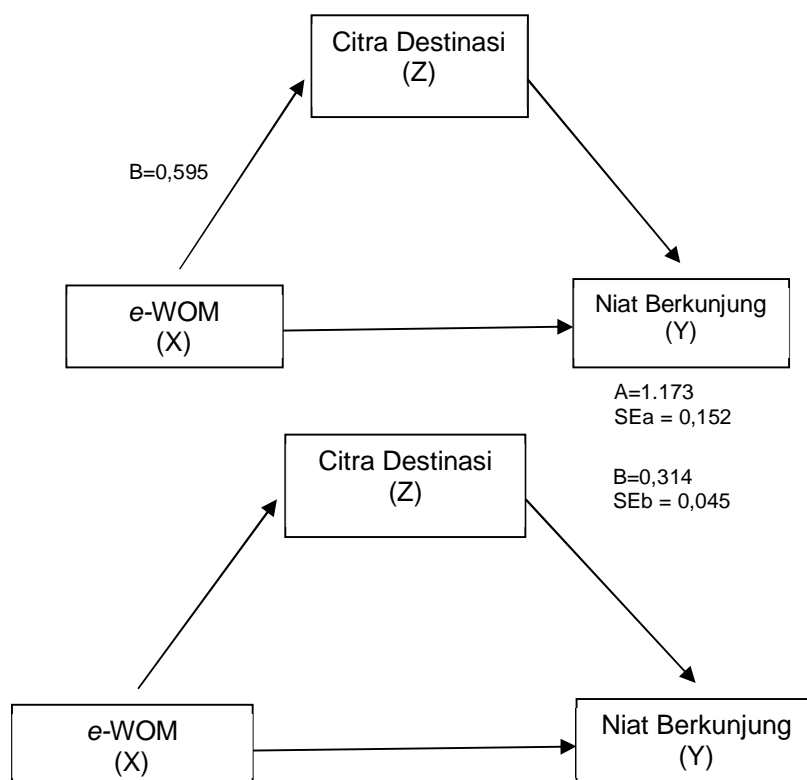 Citra Destinasi
(Z)
B=0,595
e-WOM
(X)
Niat Berkunjung
(Y)
A=1.173
SEa = 0,152
Citra Destinasi
(Z)
B=0,314
SEb = 0,045
e-WOM
(X)
Niat Berkunjung
(Y)